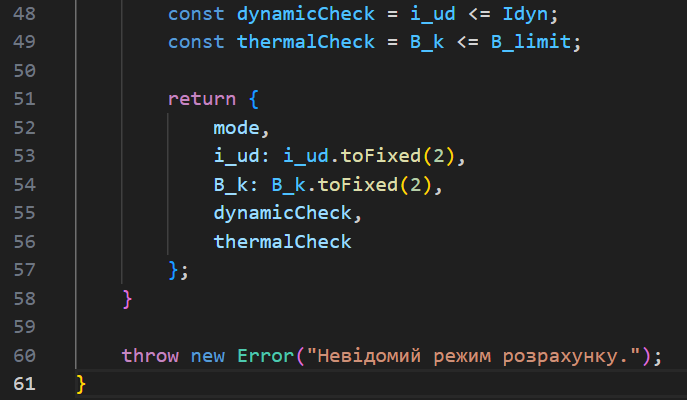 48 const dynamicCheck = i_ud <= Idyn;
49 const thermalCheck = B_k <= B_limit;
50
51 return {
52 mode,
53 i_ud: i_ud.toFixed(2),
54 B_k: B_k.toFixed(2),
55 dynamicCheck,
56 thermalCheck
57 };
58 }
59
60 throw new Error("Невідомий режим розрахунку.");
61 }